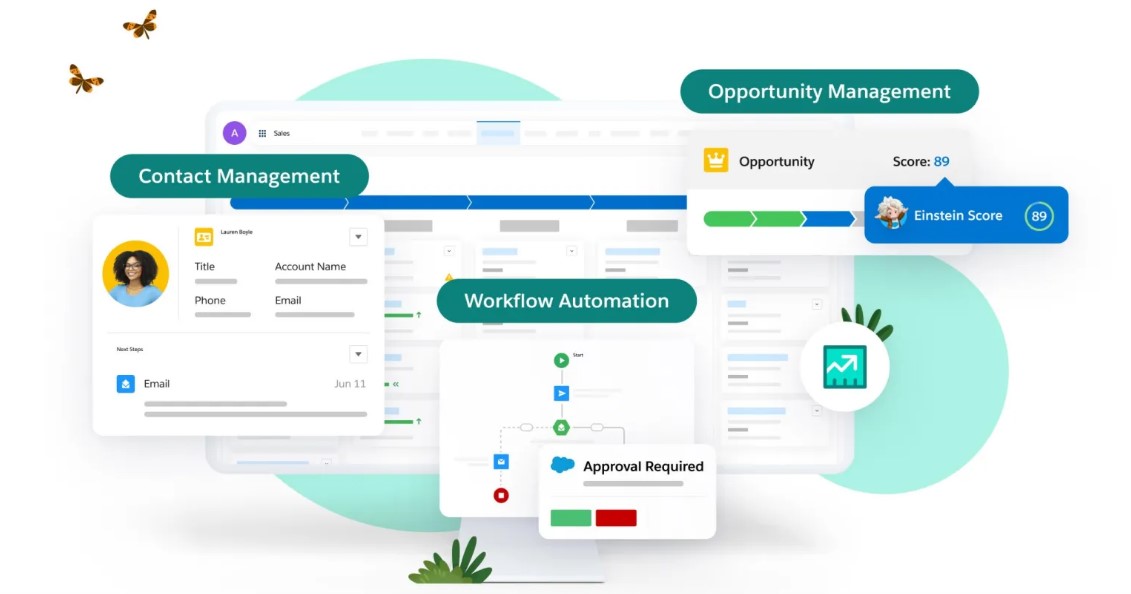 Opportunity Management
A
Sales
Opportunity
Score: 89
Einstein Score
89
Contact Management
Lauren Boyle
Title
Account Name
Phone
Email
Next Steps
Email
Jun 11
Workflow Automation
Start
Approval Required